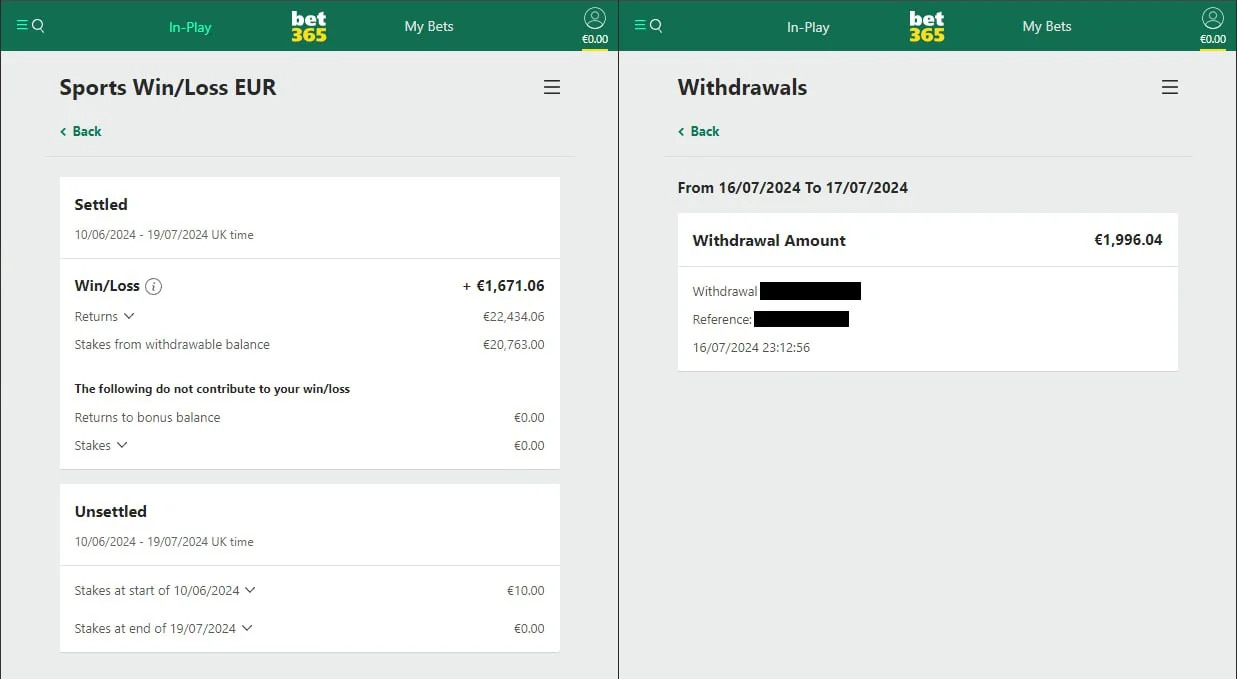 In-Play
bet
365
My Bets
€0.00
Sports Win/Loss EUR
Back
Settled
10/06/2024 - 19/07/2024 UK time
Win/Loss i + €1,671.06
Returns €22,434.06
Stakes from withdrawable balance €20,763.00
The following do not contribute to your win/loss
Returns to bonus balance €0.00
Stakes €0.00
Unsettled
10/06/2024 - 19/07/2024 UK time
Stakes at start of 10/06/2024 €10.00
Stakes at end of 19/07/2024 €0.00
In-Play
bet
365
My Bets
€0.00
Withdrawals
Back
From 16/07/2024 To 17/07/2024
Withdrawal Amount €1,996.04
Withdrawal
Reference:
16/07/2024 23:12:56